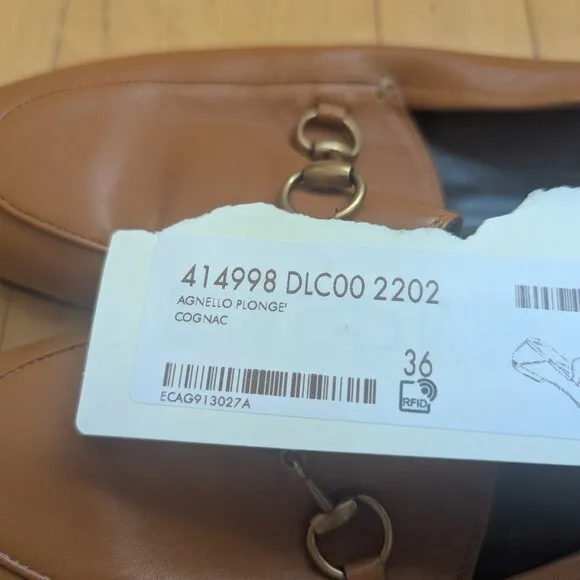 414998 DLC00 2202
AGNELLO PLONGE'
COGNAC
36
RFID
ECAG913027A